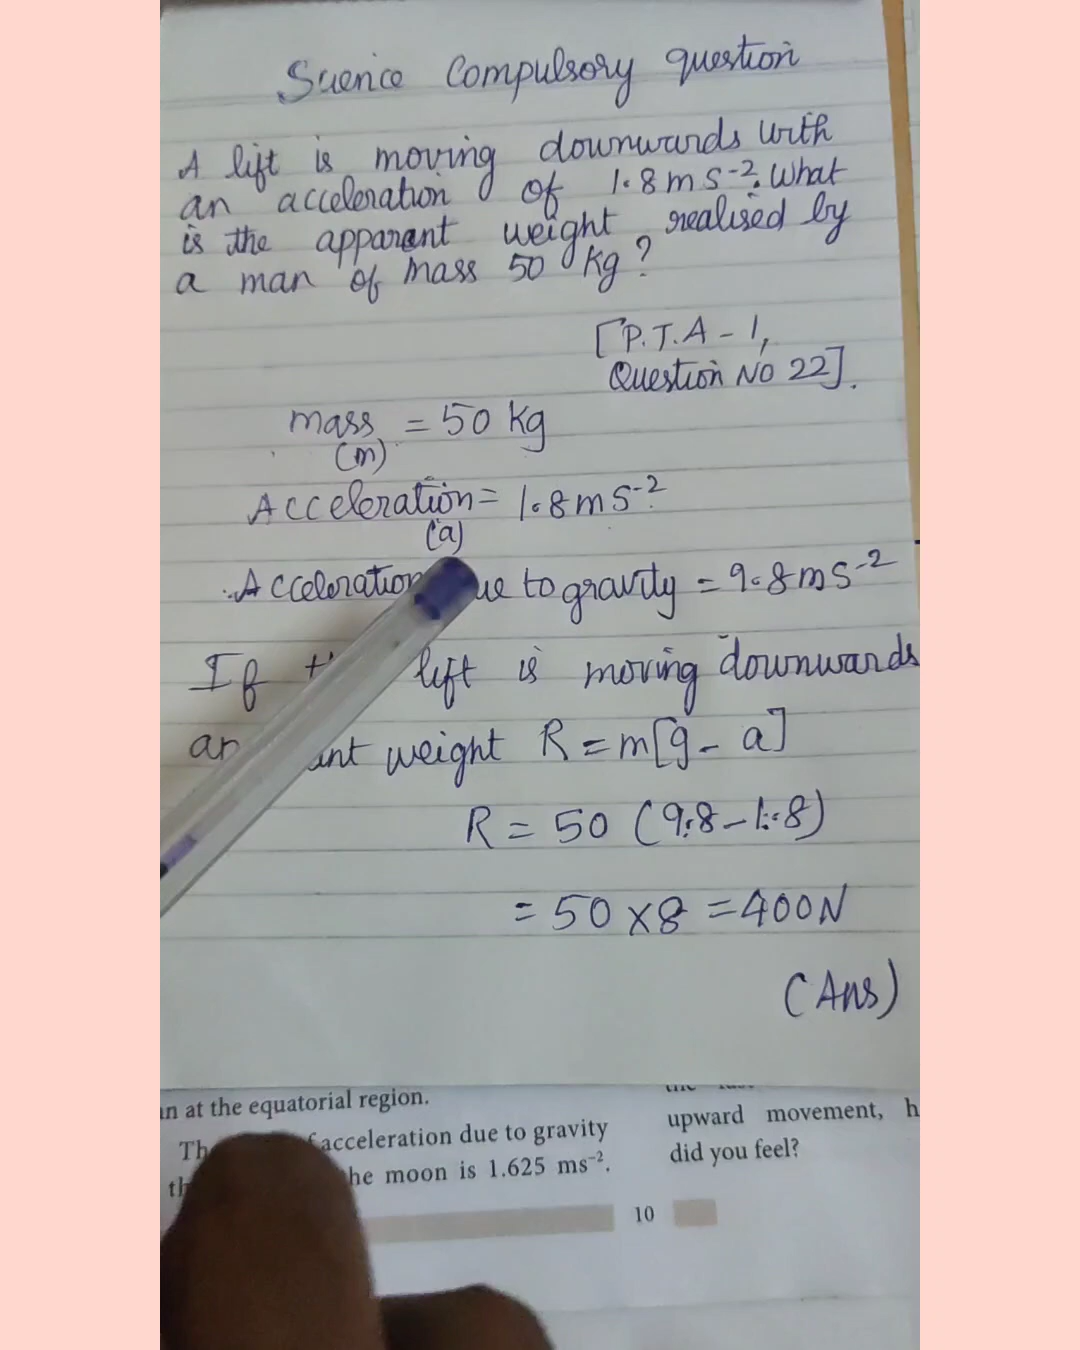 Science Compulsory question
A lift is moving downwards with
an acceleration of 1.8 m s⁻². What
is the apparant weight realised by
a man of mass 50 kg?
[P.T.A - 1,
Question No 22].
mass = 50 kg
(m)
Acceleration = 1.8 m s⁻².
(a)
Acceleration ue to gravity = 9.8 m s⁻²
If lift is moving downwards
weight R = m[g - a]
R = 50 (9.8 - 1.8)
= 50 × 8 = 400N
(Ans)
n at the equatorial region.
acceleration due to gravity
he moon is 1.625 ms⁻².
upward movement, h
did you feel?
10